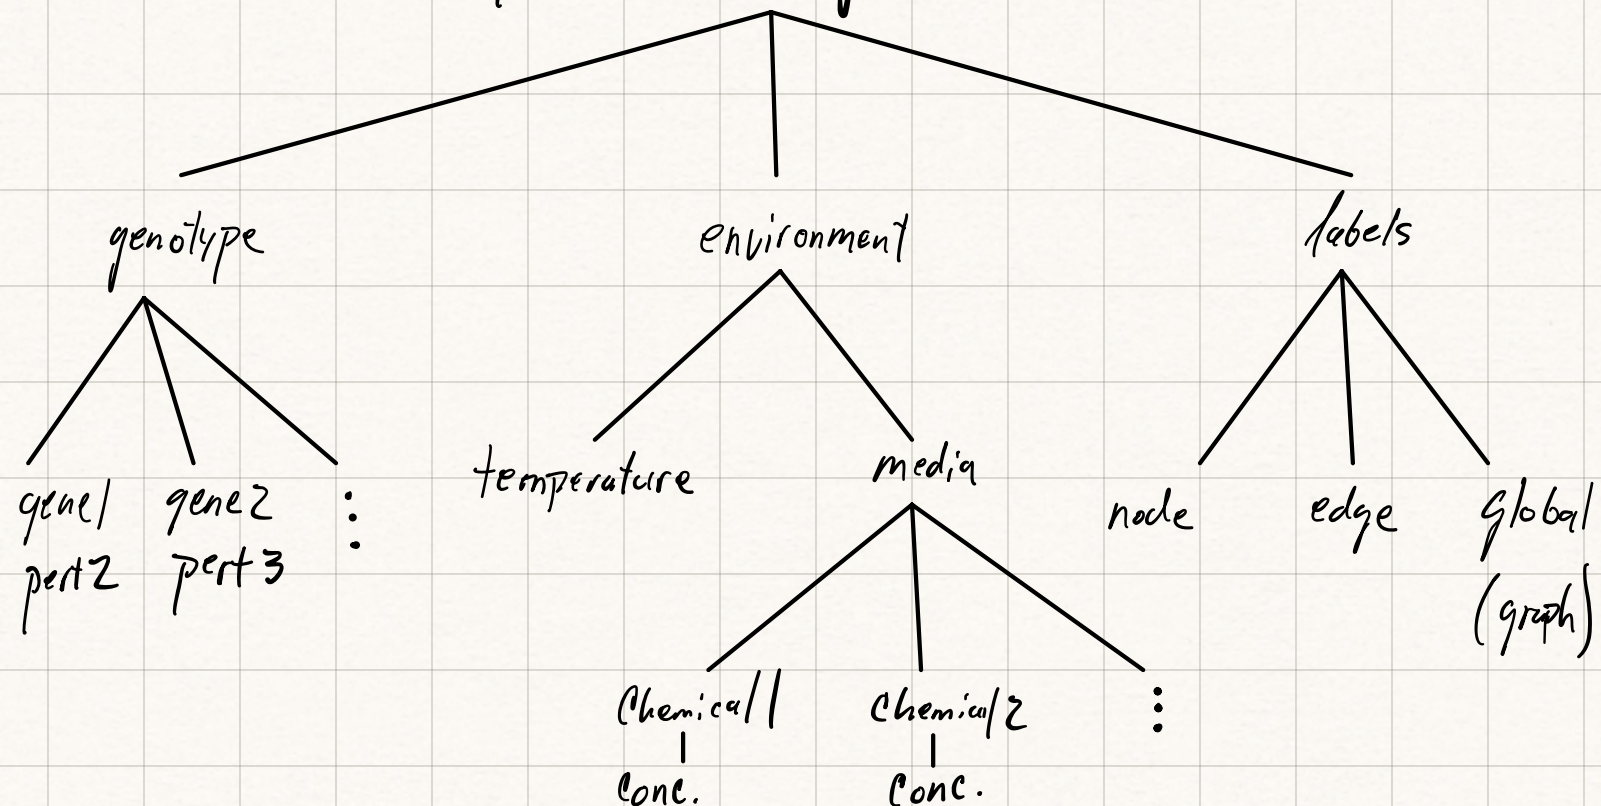 genotype
environment
labels
gene1
pert2
gene2
pert3
temperature
media
node
edge
global
(graph)
Chemical1
conc.
Chemical2
conc.